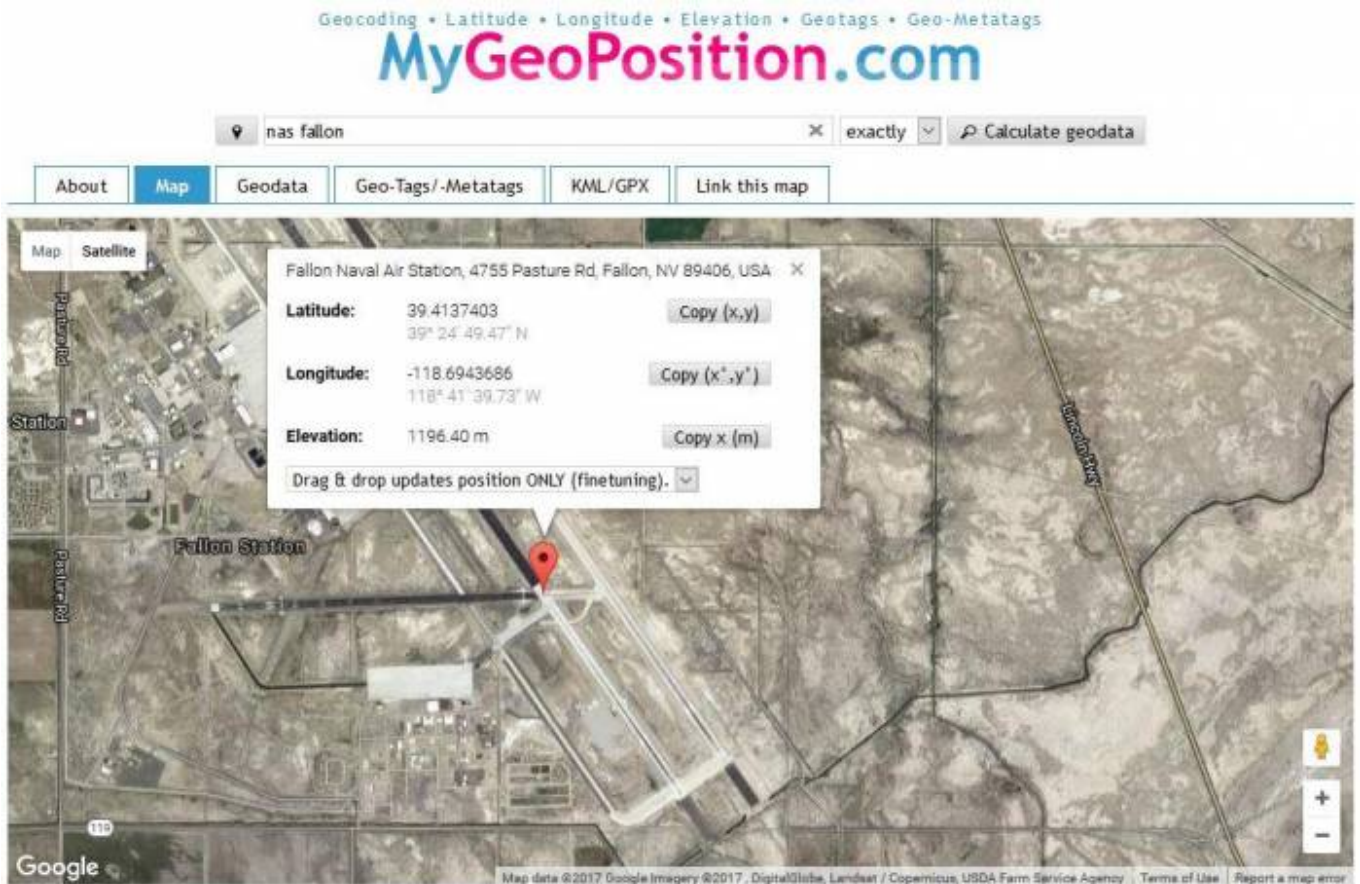 Geocoding • Latitude • Longitude • Elevation • Geotags • Geo-Metatags
MyGeoPosition.com
nas fallon × exactly Calculate geodata
About Map Geodata Geo-Tags/-Metatags KML/GPX Link this map
Map Satellite
Fallon Naval Air Station, 4755 Pasture Rd, Fallon, NV 89406, USA ×
Latitude: 39.4137403 Copy (x,y)
39° 24' 49.47" N
Longitude: -118.6943686 Copy (x°,y°)
118° 41' 39.73" W
Elevation: 1196.40 m Copy x (m)
Drag & drop updates position ONLY (finetuning).
Pasture Rd
Station
Lincoln Hwy
Fallon Station
Pasture Rd
119
+
−
Google
Map data ©2017 Google Imagery ©2017 , DigitalGlobe, Landsat / Copernicus, USDA Farm Service Agency Terms of Use Report a map error